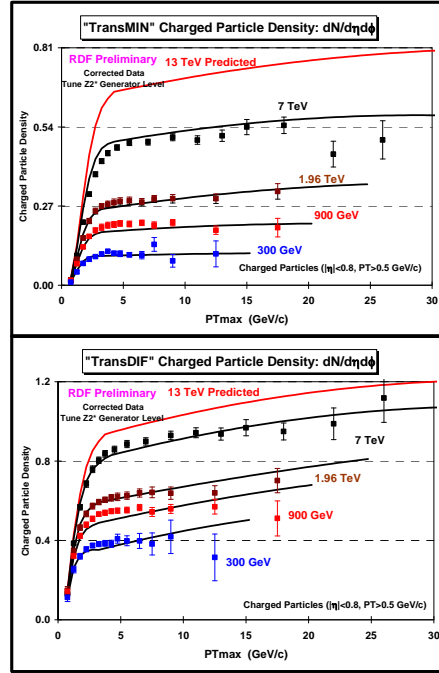 "TransMIN" Charged Particle Density: dN/dηdφ
0.81
RDF Preliminary
13 TeV Predicted
Corrected Data
Tune Z2* Generator Level
7 TeV
0.54
Charged Particle Density
1.96 TeV
0.27
900 GeV
300 GeV
Charged Particles (|η|<0.8, PT>0.5 GeV/c)
0.00
0 5 10 15 20 25 30
PTmax (GeV/c)
"TransDIF" Charged Particle Density: dN/dηdφ
1.2
RDF Preliminary
13 TeV Predicted
Corrected Data
Tune Z2* Generator Level
7 TeV
0.8
Charged Particle Density
1.96 TeV
900 GeV
0.4
300 GeV
Charged Particles (|η|<0.8, PT>0.5 GeV/c)
0.0
0 5 10 15 20 25 30
PTmax (GeV/c)